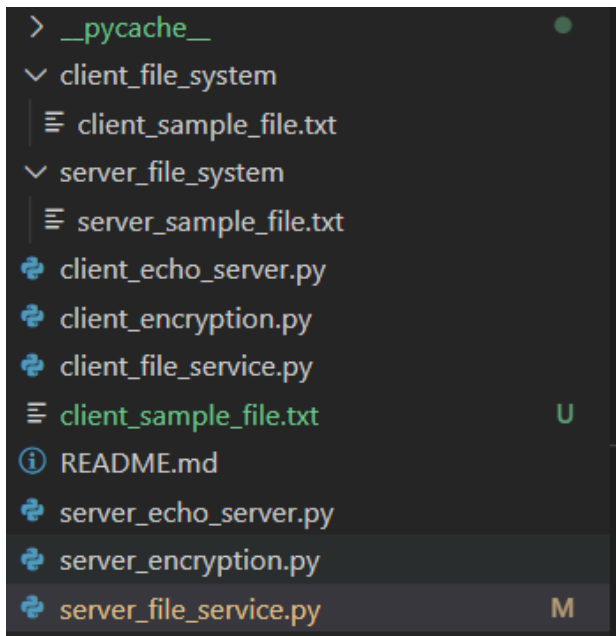 __pycache__
client_file_system
client_sample_file.txt
server_file_system
server_sample_file.txt
client_echo_server.py
client_encryption.py
client_file_service.py
client_sample_file.txt U
README.md
server_echo_server.py
server_encryption.py
server_file_service.py M